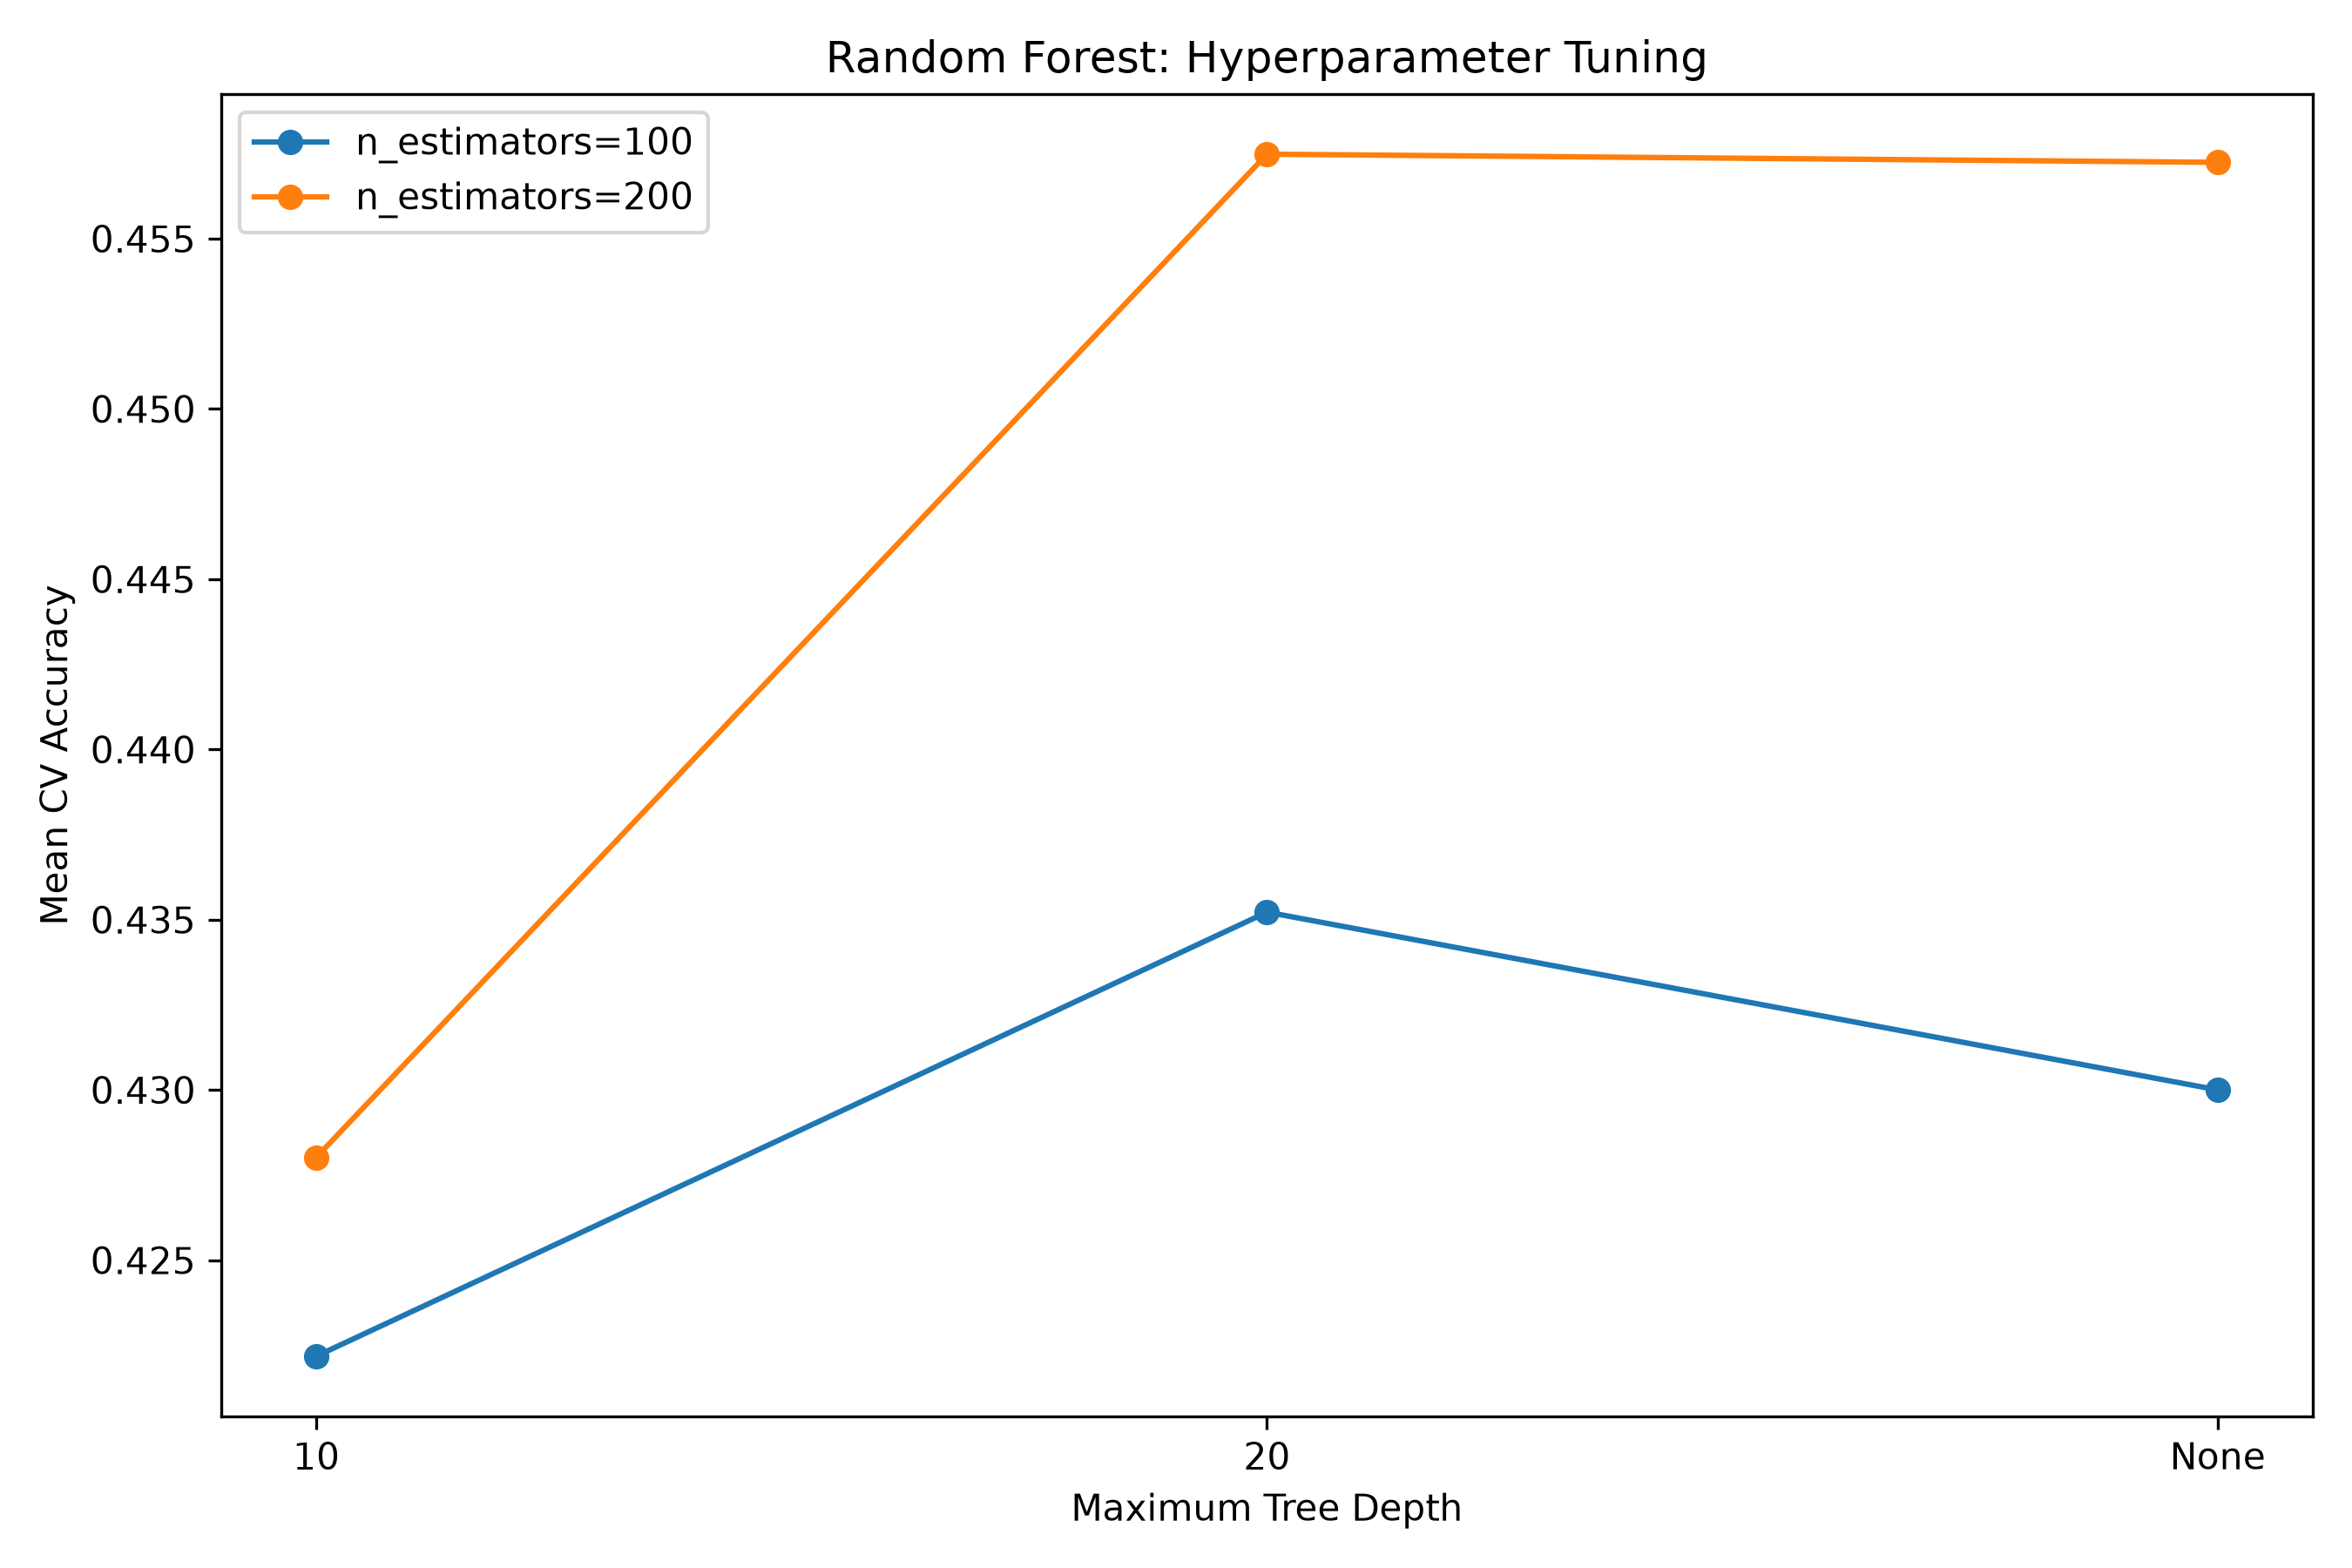 Random Forest: Hyperparameter Tuning
n_estimators=100
n_estimators=200
0.455
0.450
0.445
0.440
0.435
0.430
0.425
Mean CV Accuracy
10
20
None
Maximum Tree Depth